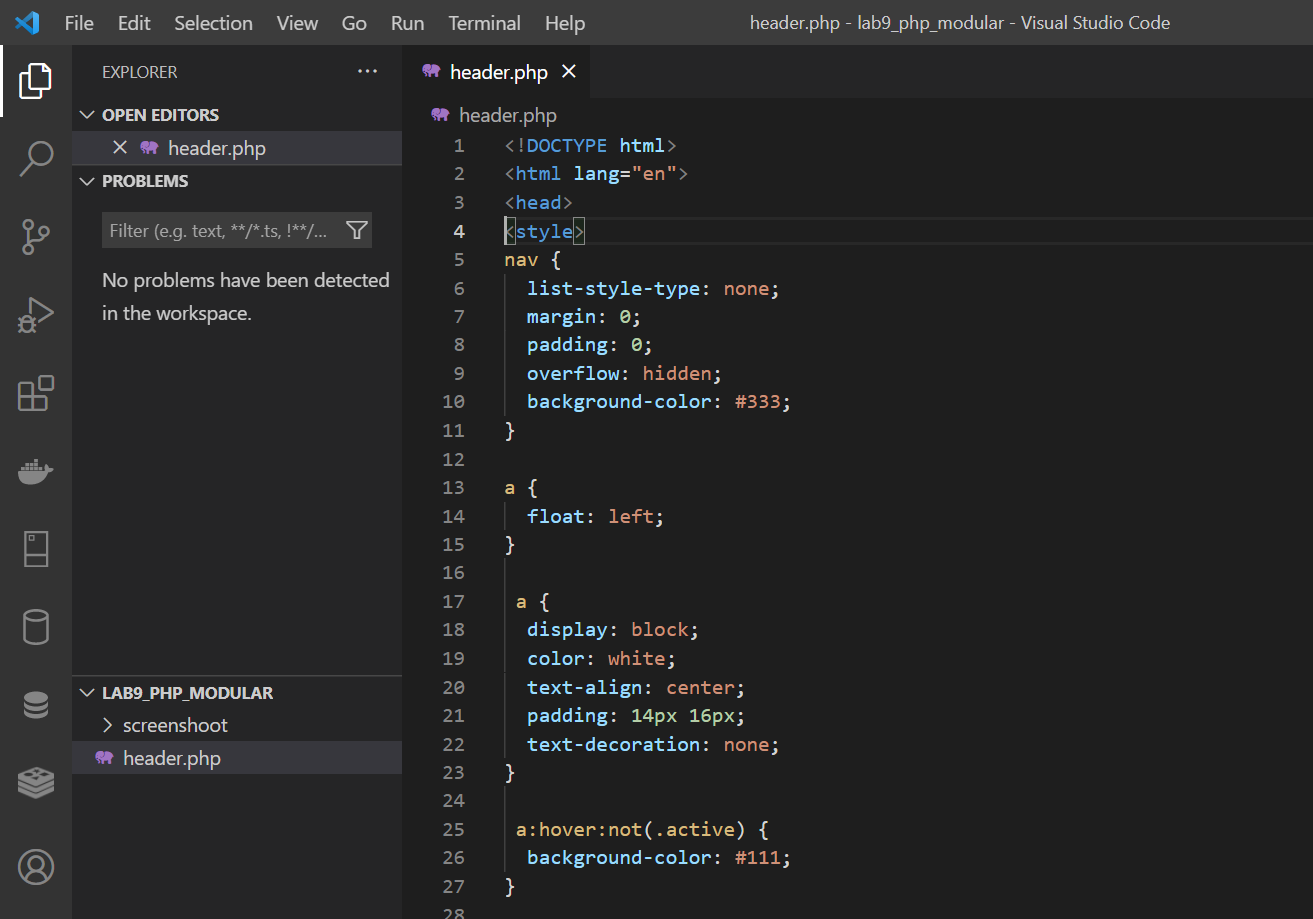 File Edit Selection View Go Run Terminal Help header.php - lab9_php_modular - Visual Studio Code
EXPLORER
OPEN EDITORS
header.php
PROBLEMS
Filter (e.g. text, **/*.ts, !**/...
No problems have been detected
in the workspace.
LAB9_PHP_MODULAR
screenshoot
header.php
header.php
header.php
1 <!DOCTYPE html>
2 <html lang="en">
3 <head>
4 <style>
5 nav {
6   list-style-type: none;
7   margin: 0;
8   padding: 0;
9   overflow: hidden;
10   background-color: #333;
11 }
12
13 a {
14   float: left;
15 }
16
17  a {
18   display: block;
19   color: white;
20   text-align: center;
21   padding: 14px 16px;
22   text-decoration: none;
23 }
24
25  a:hover:not(.active) {
26   background-color: #111;
27 }
28